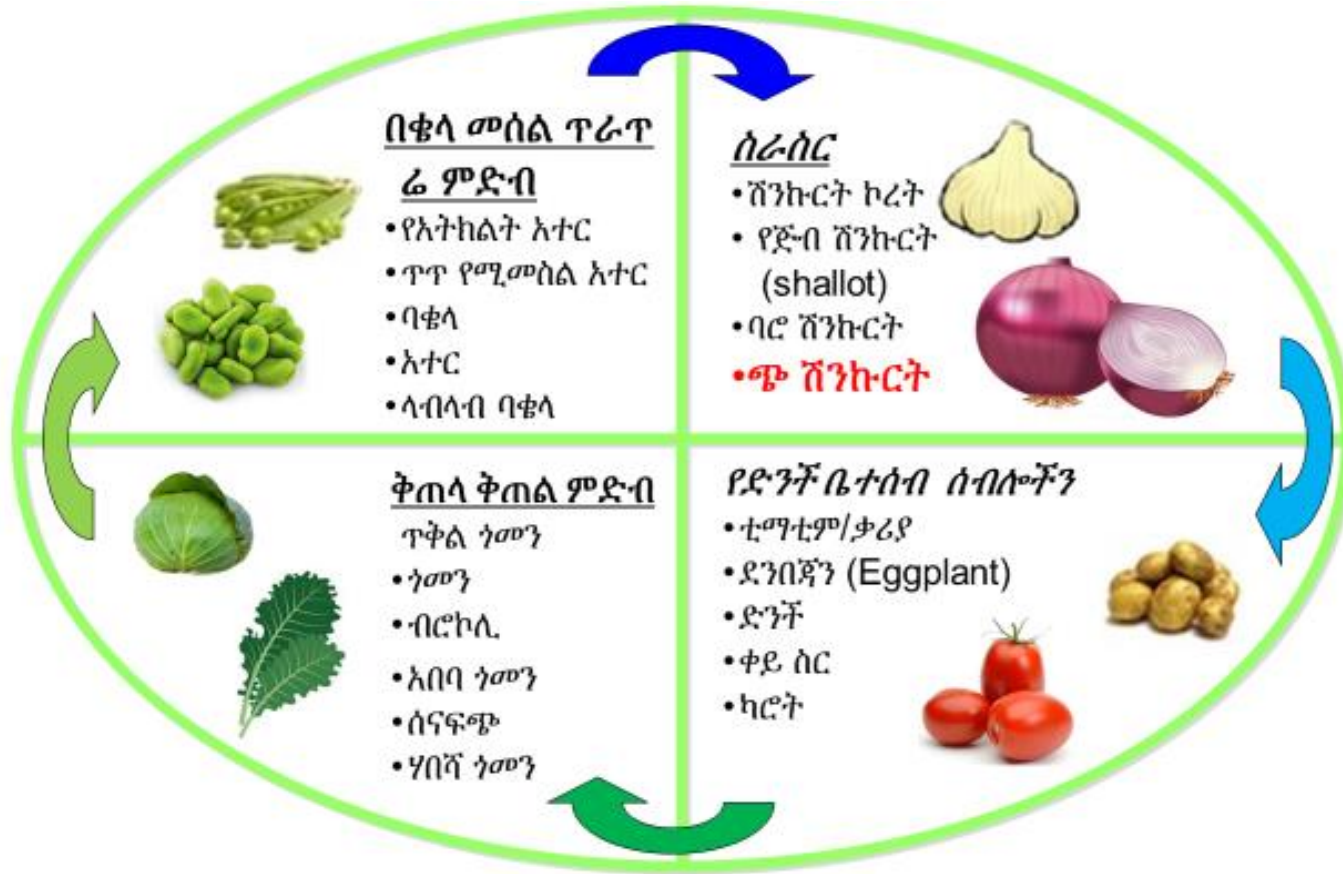 በቄላ መሰል ጥራጥ
ሬ ምድብ
•የአትክልት አተር
•ጥጥ የሚመስል አተር
•ባቄላ
•አተር
•ላብላብ ባቄላ
ስራስር
•ሽንኩርት ኮረት
• የጅብ ሽንኩርት
(shallot)
•ባሮ ሽንኩርት
•ጭ ሽንኩርት
ቅጠላ ቅጠል ምድብ
ጥቅል ጎመን
•ጎመን
•ብሮኮሊ
•አበባ ጎመን
•ሰናፍጭ
•ሃበሻ ጎመን
የድንች ቤተሰብ ሰብሎችን
•ቲማቲም/ቃሪያ
•ደንበጃን (Eggplant)
•ድንች
•ቀይ ስር
•ካሮት